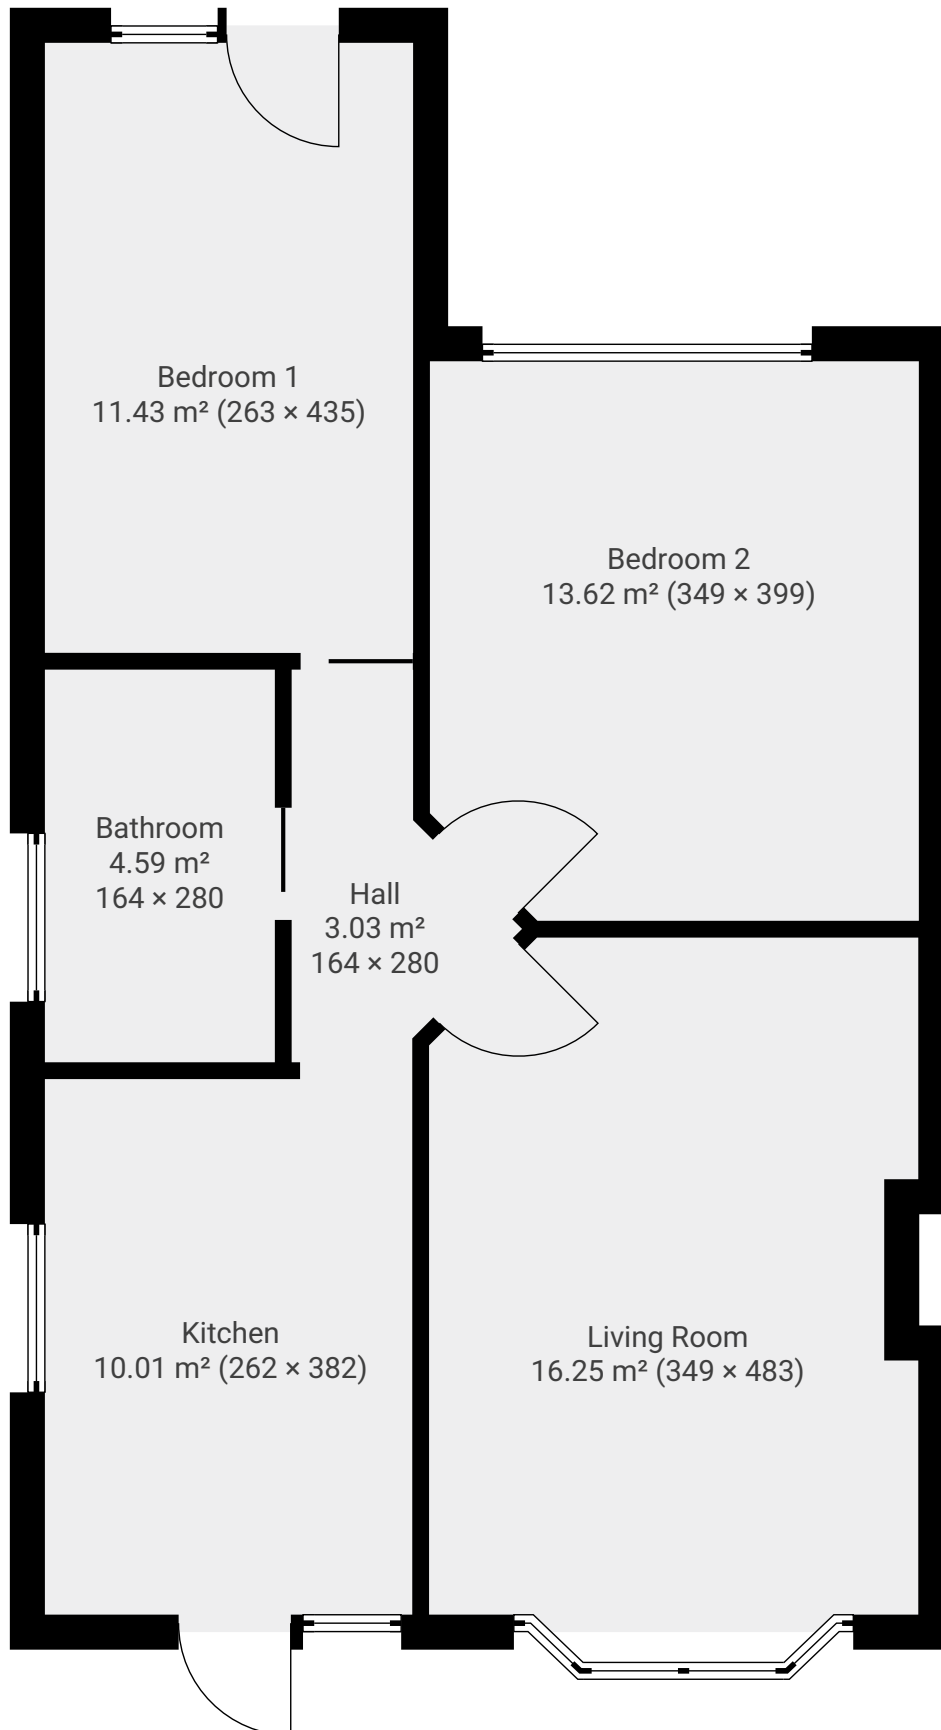 Bedroom 1
11.43 m² (263 × 435)
Bedroom 2
13.62 m² (349 × 399)
Bathroom
4.59 m²
164 × 280
Hall
3.03 m²
164 × 280
Kitchen
10.01 m² (262 × 382)
Living Room
16.25 m² (349 × 483)